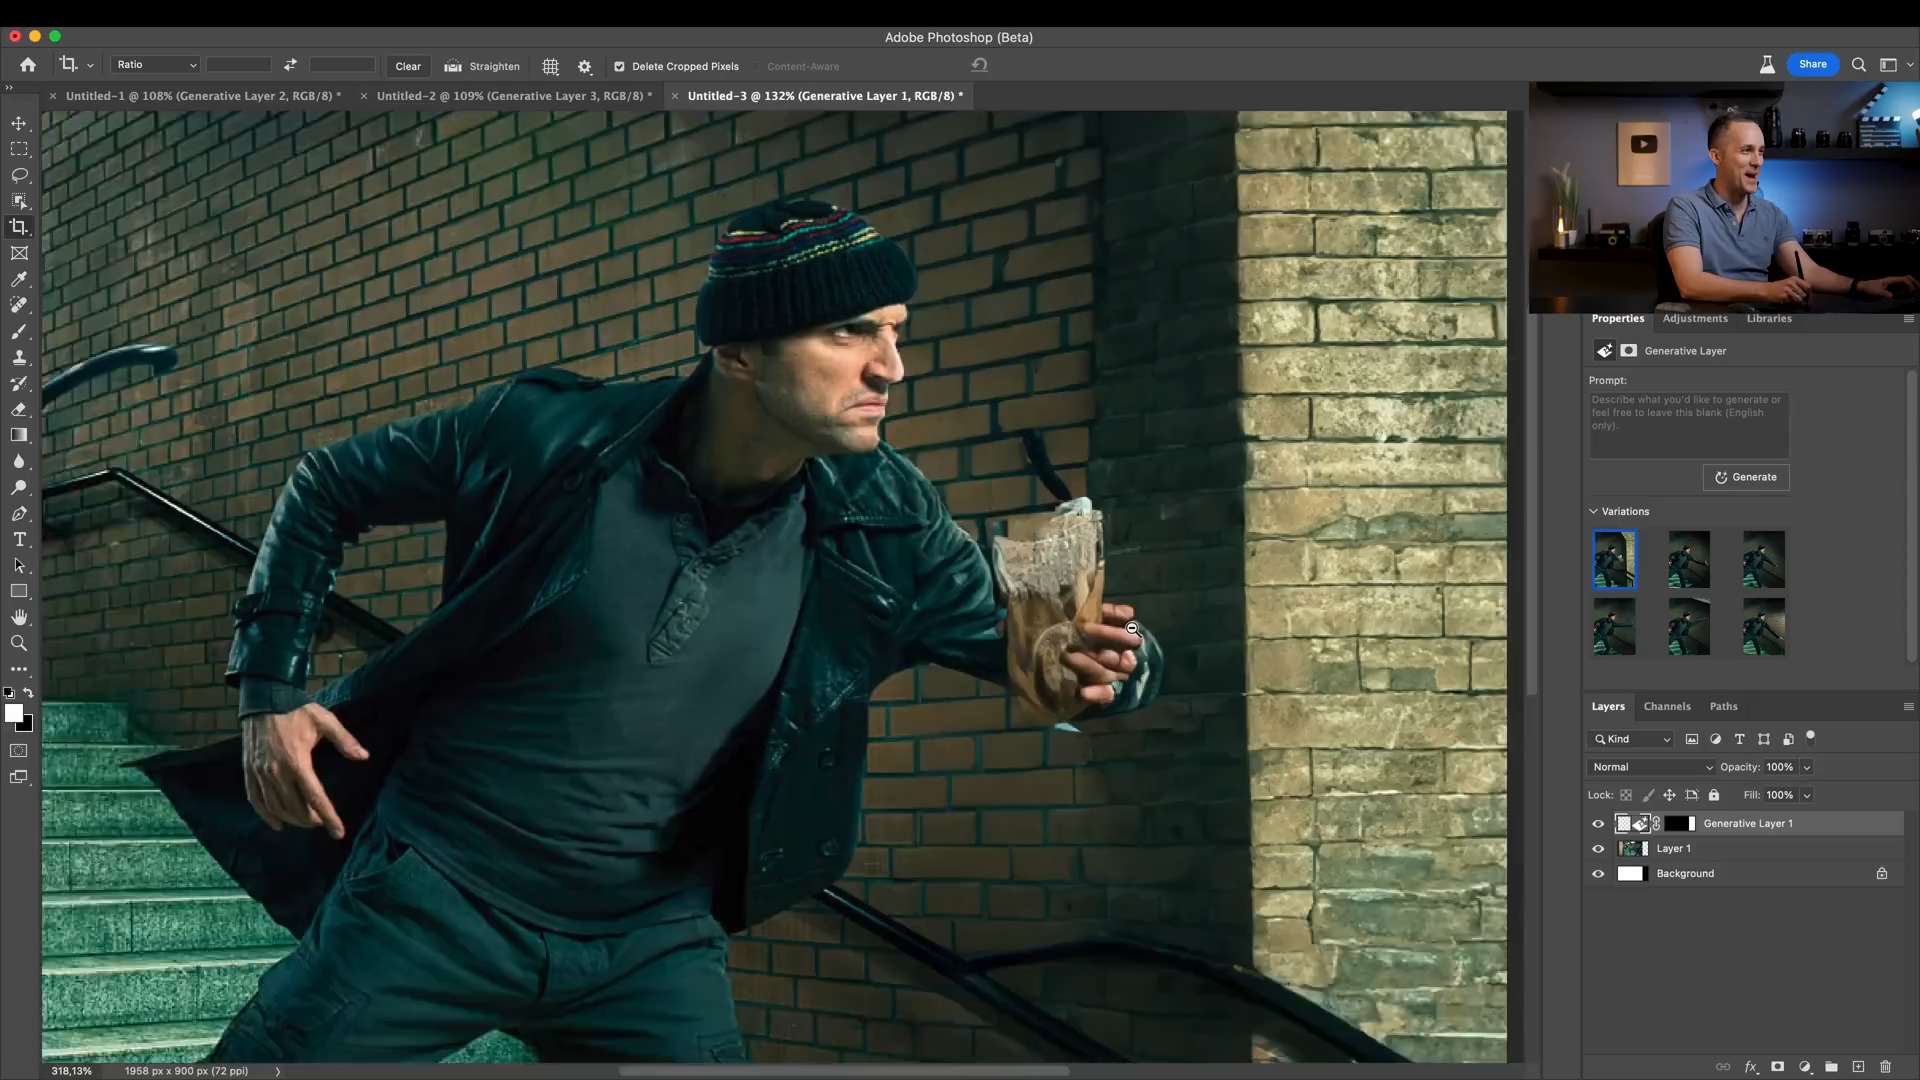 Adobe Photoshop (Beta)
Ratio
Clear
Straighten
Delete Cropped Pixels
Content-Aware
Share
Untitled-1 @ 108% (Generative Layer 2, RGB/8) *
Untitled-2 @ 109% (Generative Layer 3, RGB/8) *
Untitled-3 @ 132% (Generative Layer 1, RGB/8) *
Properties Adjustments Libraries
Generative Layer
Prompt:
Describe what you'd like to generate or
feel free to leave this blank (English
only).
Generate
Variations
Layers Channels Paths
Kind
Normal Opacity: 100%
Lock: Fill: 100%
Generative Layer 1
Layer 1
Background
318,13% 1958 px x 900 px (72 ppi)
fx